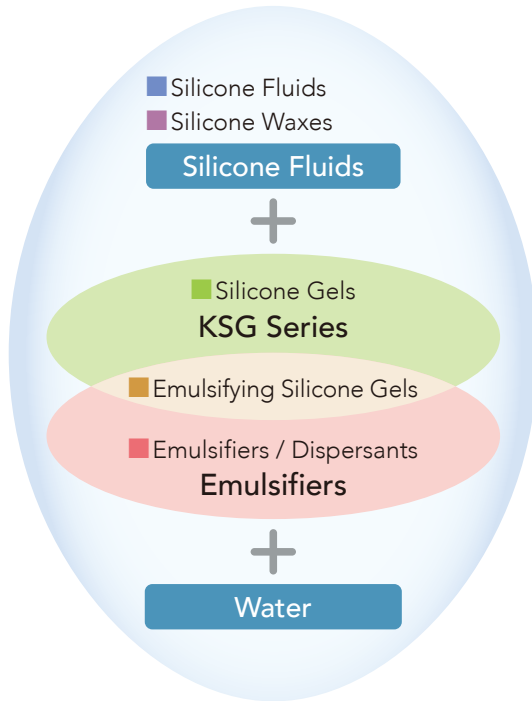 Silicone Fluids
Silicone Waxes
Silicone Fluids
+
Silicone Gels
KSG Series
Emulsifying Silicone Gels
Emulsifiers / Dispersants
Emulsifiers
+
Water